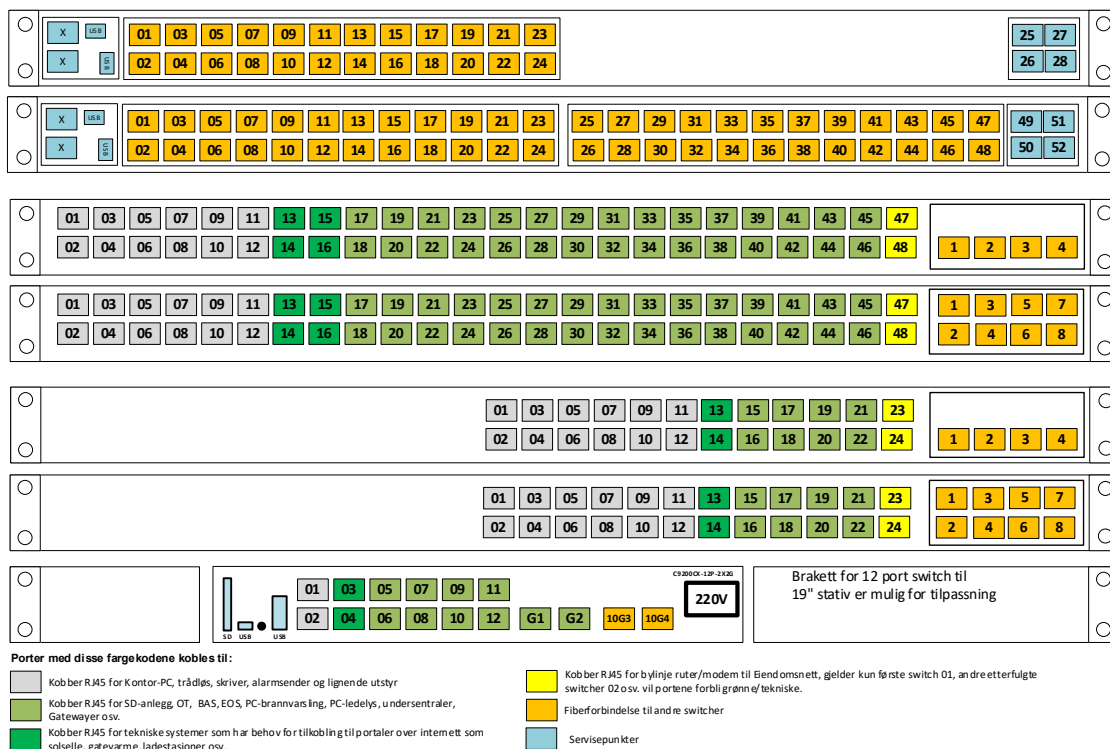 X USB 01 03 05 07 09 11 13 15 17 19 21 23 25 27
X USB 02 04 06 08 10 12 14 16 18 20 22 24 26 28
X USB 01 03 05 07 09 11 13 15 17 19 21 23 25 27 29 31 33 35 37 39 41 43 45 47 49 51
X USB 02 04 06 08 10 12 14 16 18 20 22 24 26 28 30 32 34 36 38 40 42 44 46 48 50 52
01 03 05 07 09 11 13 15 17 19 21 23 25 27 29 31 33 35 37 39 41 43 45 47
02 04 06 08 10 12 14 16 18 20 22 24 26 28 30 32 34 36 38 40 42 44 46 48 1 2 3 4
01 03 05 07 09 11 13 15 17 19 21 23 25 27 29 31 33 35 37 39 41 43 45 47 1 3 5 7
02 04 06 08 10 12 14 16 18 20 22 24 26 28 30 32 34 36 38 40 42 44 46 48 2 4 6 8
01 03 05 07 09 11 13 15 17 19 21 23
02 04 06 08 10 12 14 16 18 20 22 24 1 2 3 4
01 03 05 07 09 11 13 15 17 19 21 23 1 3 5 7
02 04 06 08 10 12 14 16 18 20 22 24 2 4 6 8
C9200CX-12P-2X2G
01 03 05 07 09 11 220V
02 04 06 08 10 12 G1 G2 10G3 10G4
SD USB USB
Brakett for 12 port switch til
19" stativ er mulig for tilpassning
Porter med disse fargekodene kobles til:
Kobber RJ45 for Kontor-PC, trådløs, skriver, alarmsender og lignende utstyr
Kobber RJ45 for SD-anlegg, OT, BAS, EOS, PC-brannvarsling, PC-ledelys, undersentraler,
Gatewayer osv.
Kobber RJ45 for tekniske systemer som har behov for tilkobling til portaler over internett som
solselle, gatevarme, ladestasjoner osv.
Kobber RJ45 for bylinje ruter/modem til Eiendomsnett, gjelder kun første switch 01, andre etterfulgte
switcher 02 osv. vil portene forbli grønne/tekniske.
Fiberforbindelse til andre switcher
Servisepunkter